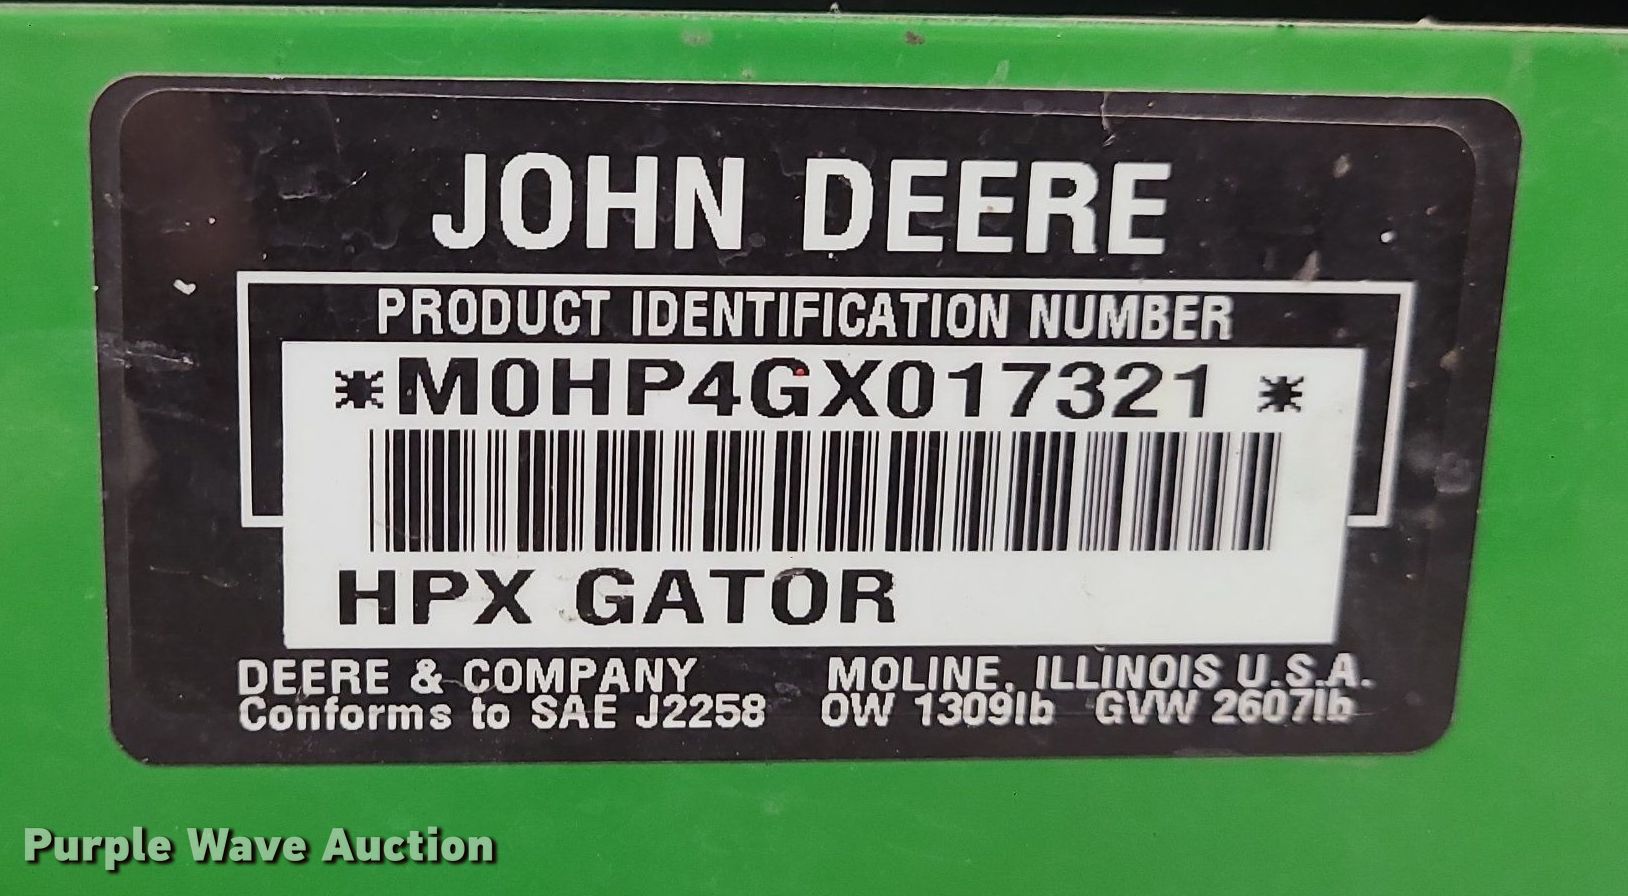 JOHN DEERE
PRODUCT IDENTIFICATION NUMBER
*M0HP4GX017321 *
HPX GATOR
DEERE & COMPANY MOLINE, ILLINOIS U.S.A.
Conforms to SAE J2258 OW 1309lb GVW 2607lb
Purple Wave Auction